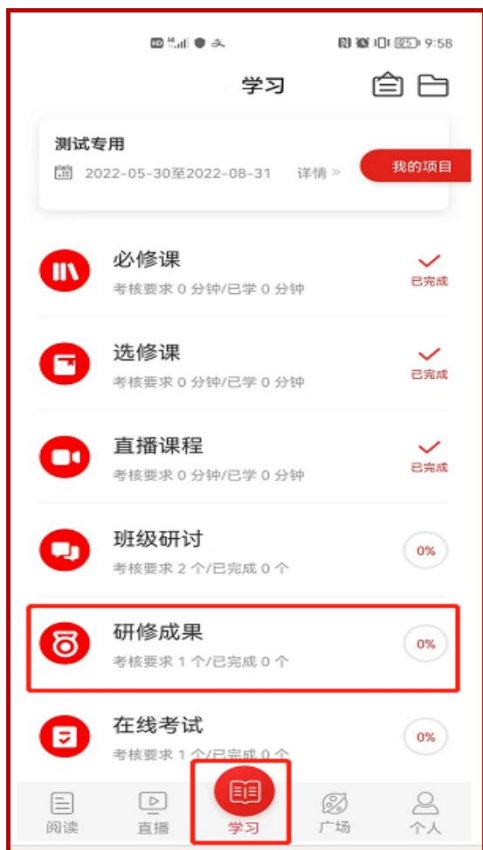 HD 9:58
学习
测试专用
2022-05-30至2022-08-31 详情 »
我的项目
必修课
考核要求 0 分钟/已学 0 分钟
已完成
选修课
考核要求 0 分钟/已学 0 分钟
已完成
直播课程
考核要求 0 分钟/已学 0 分钟
已完成
班级研讨
考核要求 2 个/已完成 0 个
0%
研修成果
考核要求 1 个/已完成 0 个
0%
在线考试
考核要求 1 个/已完成 0 个
0%
阅读 直播 学习 广场 个人